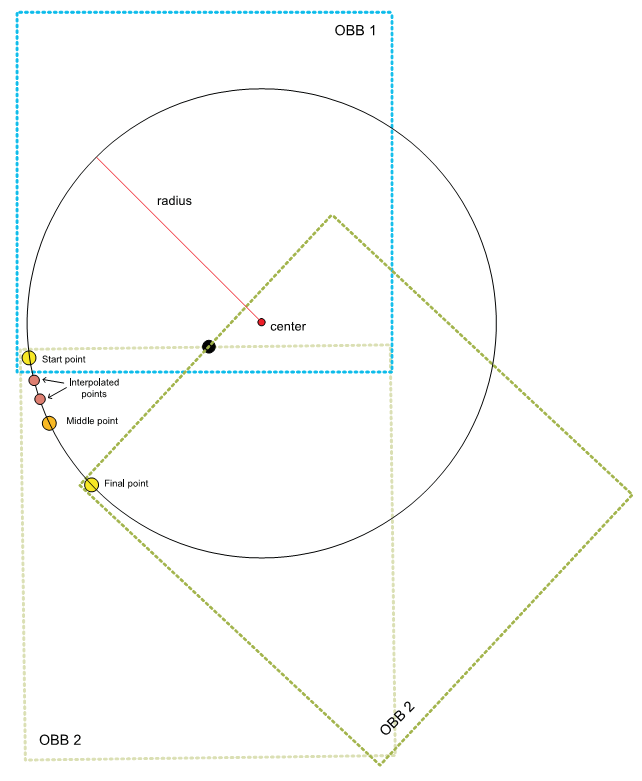 OBB 1
radius
center
Start point
Interpolated
points
Middle point
Final point
OBB 2
OBB 2